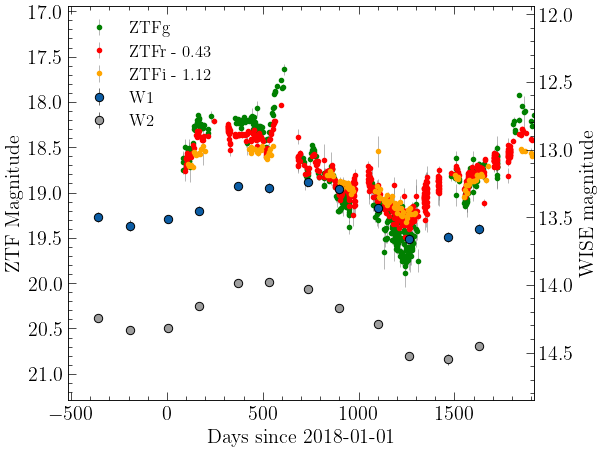 ZTFg
ZTFr - 0.43
ZTFi - 1.12
W1
W2
17.0
17.5
18.0
18.5
19.0
19.5
20.0
20.5
21.0
ZTF Magnitude
12.0
12.5
13.0
13.5
14.0
14.5
WISE magnitude
−500 0 500 1000 1500
Days since 2018-01-01